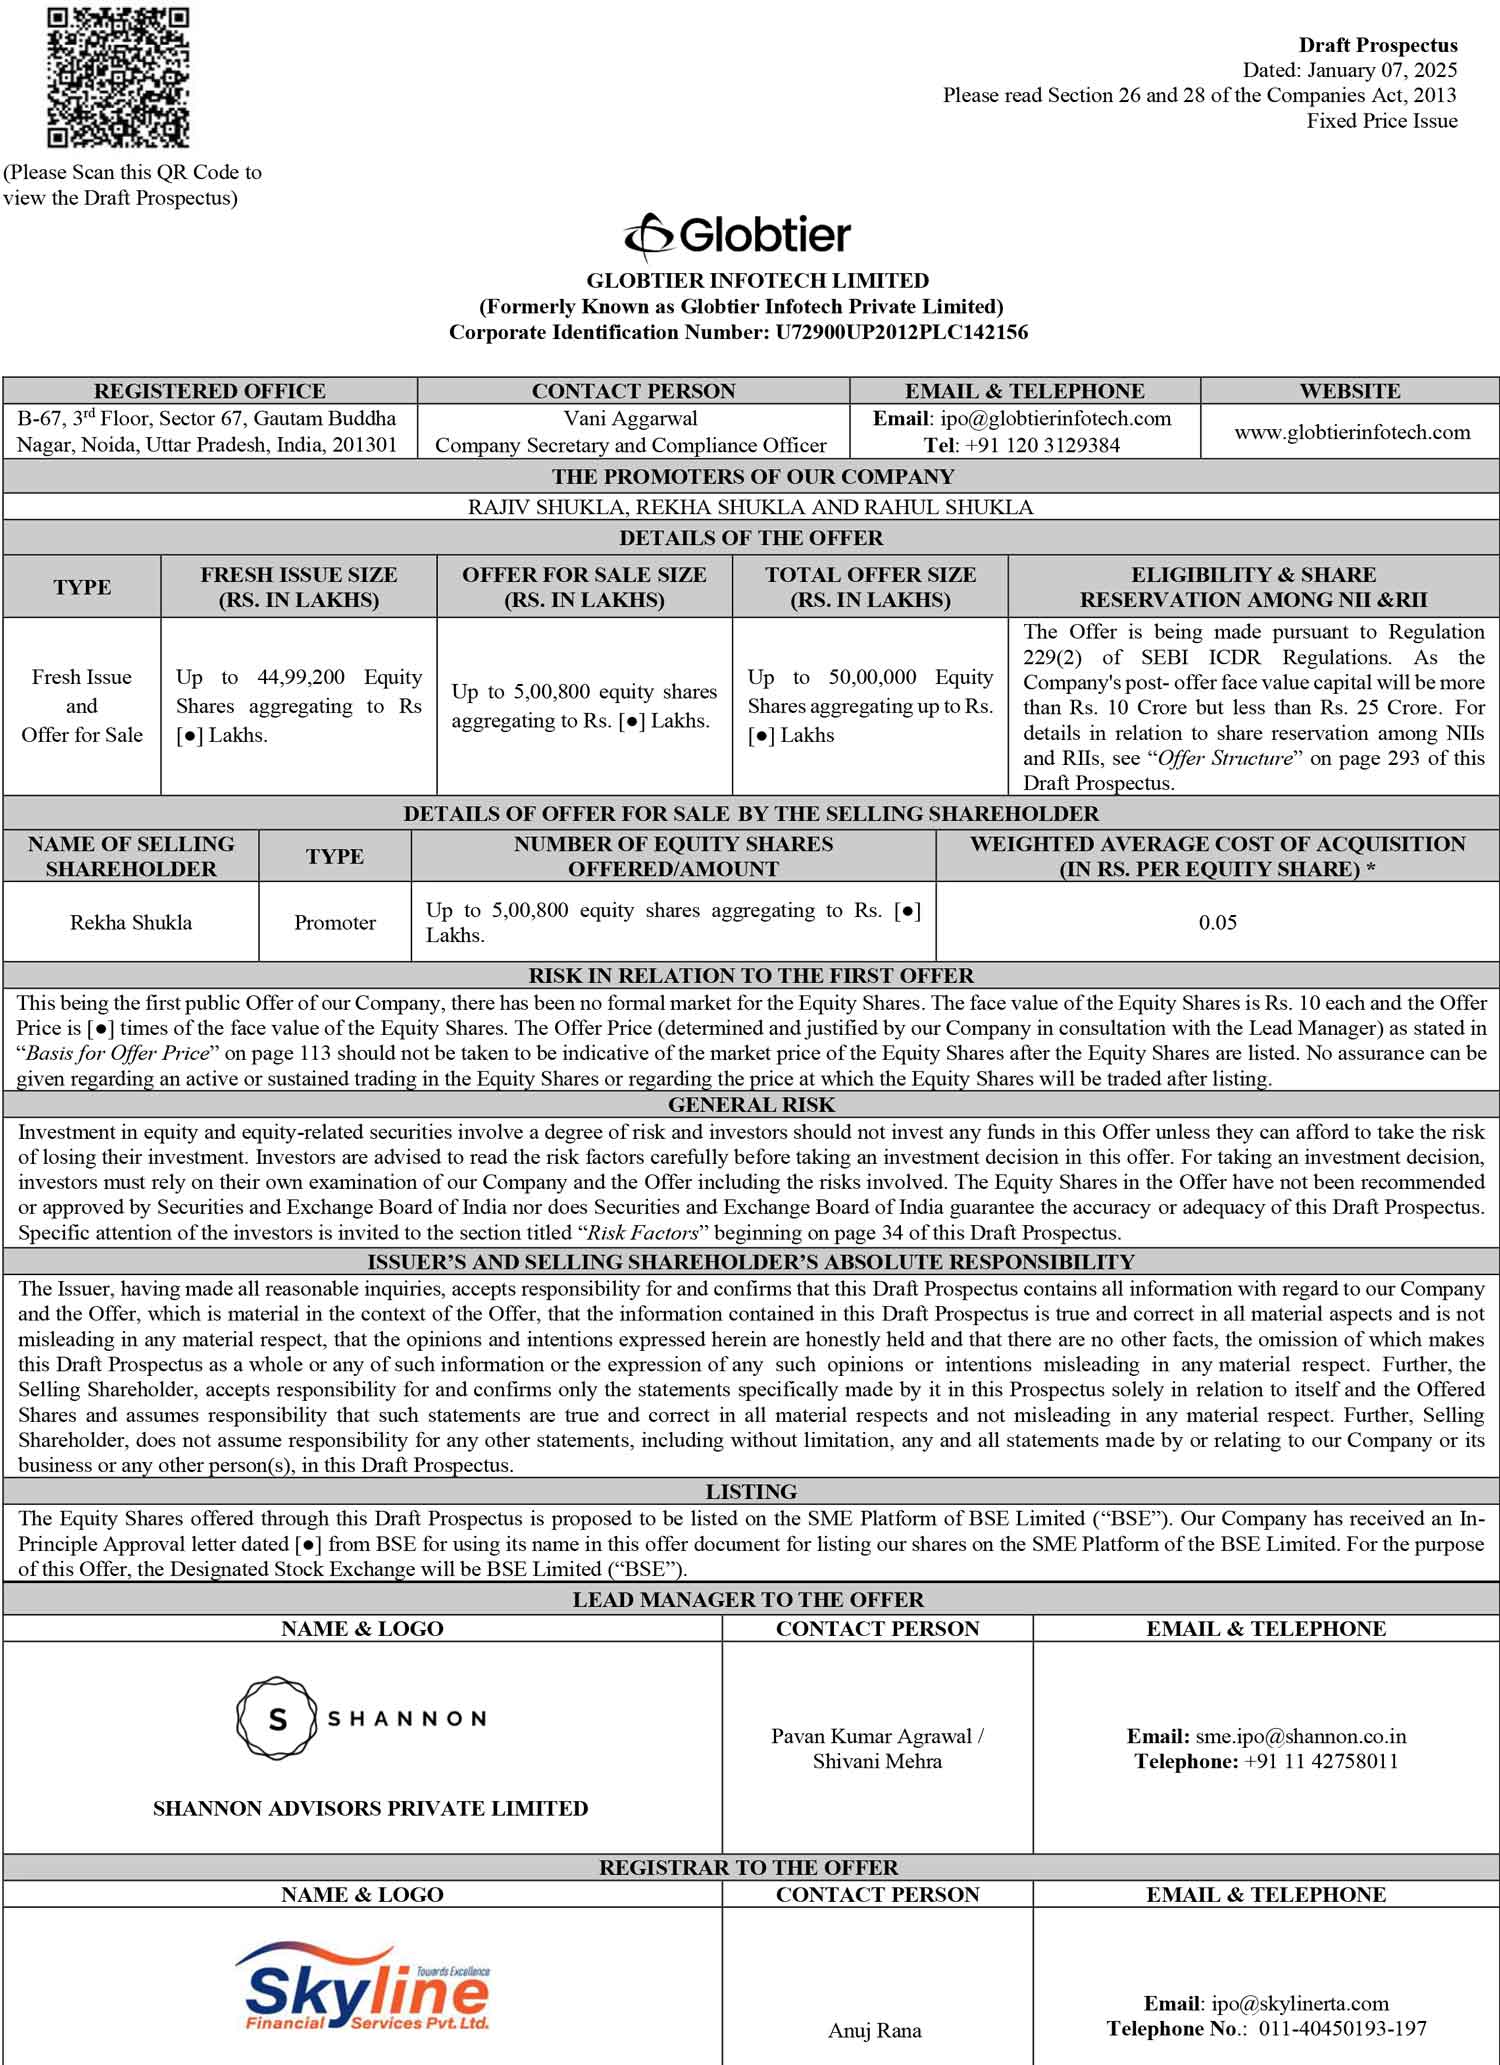 Draft Prospectus
Dated: January 07, 2025
Please read Section 26 and 28 of the Companies Act, 2013
Fixed Price Issue
(Please Scan this QR Code to
view the Draft Prospectus)
Globtier
GLOBTIER INFOTECH LIMITED
(Formerly Known as Globtier Infotech Private Limited)
Corporate Identification Number: U72900UP2012PLC142156
REGISTERED OFFICE
CONTACT PERSON
EMAIL & TELEPHONE
WEBSITE
B-67, 3rd Floor, Sector 67, Gautam Buddha
Nagar, Noida, Uttar Pradesh, India, 201301
Vani Aggarwal
Company Secretary and Compliance Officer
Email: ipo@globtierinfotech.com
Tel: +91 120 3129384
www.globtierinfotech.com
THE PROMOTERS OF OUR COMPANY
RAJIV SHUKLA, REKHA SHUKLA AND RAHUL SHUKLA
DETAILS OF THE OFFER
TYPE
FRESH ISSUE SIZE
(RS. IN LAKHS)
OFFER FOR SALE SIZE
(RS. IN LAKHS)
TOTAL OFFER SIZE
(RS. IN LAKHS)
ELIGIBILITY & SHARE
RESERVATION AMONG NII &RII
Fresh Issue
and
Offer for Sale
Up to 44,99,200 Equity
Shares aggregating to Rs
[●] Lakhs.
Up to 5,00,800 equity shares
aggregating to Rs. [●] Lakhs.
Up to 50,00,000 Equity
Shares aggregating up to Rs.
[●] Lakhs
The Offer is being made pursuant to Regulation
229(2) of SEBI ICDR Regulations. As the
Company's post- offer face value capital will be more
than Rs. 10 Crore but less than Rs. 25 Crore. For
details in relation to share reservation among NIIs
and RIIs, see “Offer Structure” on page 293 of this
Draft Prospectus.
DETAILS OF OFFER FOR SALE BY THE SELLING SHAREHOLDER
NAME OF SELLING
SHAREHOLDER
TYPE
NUMBER OF EQUITY SHARES
OFFERED/AMOUNT
WEIGHTED AVERAGE COST OF ACQUISITION
(IN RS. PER EQUITY SHARE) *
Rekha Shukla
Promoter
Up to 5,00,800 equity shares aggregating to Rs. [●]
Lakhs.
0.05
RISK IN RELATION TO THE FIRST OFFER
This being the first public Offer of our Company, there has been no formal market for the Equity Shares. The face value of the Equity Shares is Rs. 10 each and the Offer
Price is [●] times of the face value of the Equity Shares. The Offer Price (determined and justified by our Company in consultation with the Lead Manager) as stated in
“Basis for Offer Price” on page 113 should not be taken to be indicative of the market price of the Equity Shares after the Equity Shares are listed. No assurance can be
given regarding an active or sustained trading in the Equity Shares or regarding the price at which the Equity Shares will be traded after listing.
GENERAL RISK
Investment in equity and equity-related securities involve a degree of risk and investors should not invest any funds in this Offer unless they can afford to take the risk
of losing their investment. Investors are advised to read the risk factors carefully before taking an investment decision in this offer. For taking an investment decision,
investors must rely on their own examination of our Company and the Offer including the risks involved. The Equity Shares in the Offer have not been recommended
or approved by Securities and Exchange Board of India nor does Securities and Exchange Board of India guarantee the accuracy or adequacy of this Draft Prospectus.
Specific attention of the investors is invited to the section titled “Risk Factors” beginning on page 34 of this Draft Prospectus.
ISSUER’S AND SELLING SHAREHOLDER’S ABSOLUTE RESPONSIBILITY
The Issuer, having made all reasonable inquiries, accepts responsibility for and confirms that this Draft Prospectus contains all information with regard to our Company
and the Offer, which is material in the context of the Offer, that the information contained in this Draft Prospectus is true and correct in all material aspects and is not
misleading in any material respect, that the opinions and intentions expressed herein are honestly held and that there are no other facts, the omission of which makes
this Draft Prospectus as a whole or any of such information or the expression of any such opinions or intentions misleading in any material respect. Further, the
Selling Shareholder, accepts responsibility for and confirms only the statements specifically made by it in this Prospectus solely in relation to itself and the Offered
Shares and assumes responsibility that such statements are true and correct in all material respects and not misleading in any material respect. Further, Selling
Shareholder, does not assume responsibility for any other statements, including without limitation, any and all statements made by or relating to our Company or its
business or any other person(s), in this Draft Prospectus.
LISTING
The Equity Shares offered through this Draft Prospectus is proposed to be listed on the SME Platform of BSE Limited (“BSE”). Our Company has received an In-
Principle Approval letter dated [●] from BSE for using its name in this offer document for listing our shares on the SME Platform of the BSE Limited. For the purpose
of this Offer, the Designated Stock Exchange will be BSE Limited (“BSE”).
LEAD MANAGER TO THE OFFER
NAME & LOGO
CONTACT PERSON
EMAIL & TELEPHONE
S SHANNON
SHANNON ADVISORS PRIVATE LIMITED
Pavan Kumar Agrawal /
Shivani Mehra
Email: sme.ipo@shannon.co.in
Telephone: +91 11 42758011
REGISTRAR TO THE OFFER
NAME & LOGO
CONTACT PERSON
EMAIL & TELEPHONE
Towards Excellence
Skyline
Financial Services Pvt. Ltd.
Anuj Rana
Email: ipo@skylinerta.com
Telephone No.: 011-40450193-197